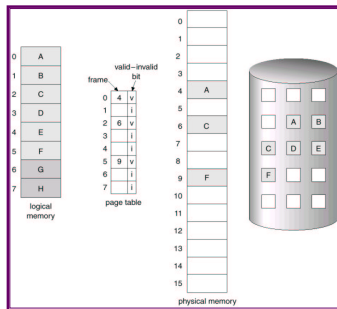 0 A
1 B
2 C
3 D
4 E
5 F
6 G
7 H
logical
memory
valid–invalid
frame bit
0 4 v
1 i
2 6 v
3 i
4 i
5 9 v
6 i
7 i
page table
0
1
2
3
4 A
5
6 C
7
8
9 F
10
11
12
13
14
15
physical memory
A B
C D E
F